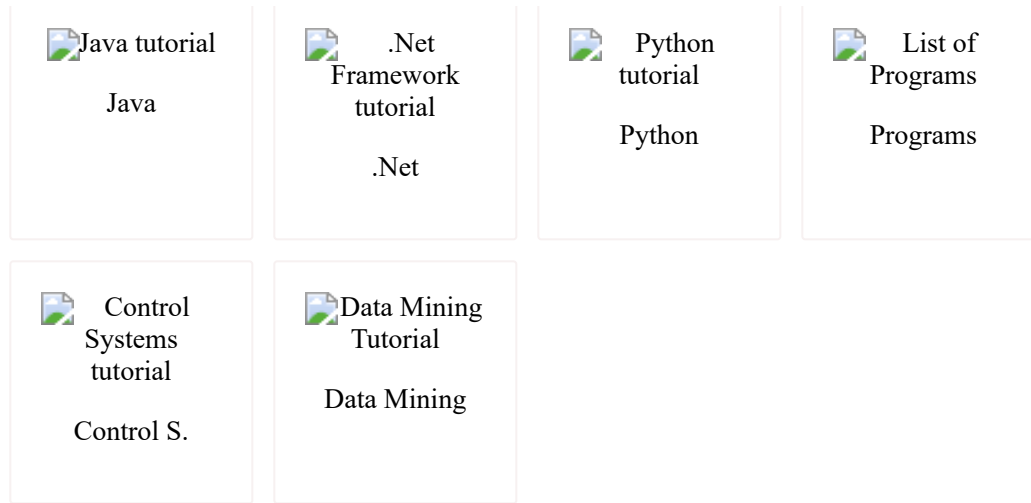 Java tutorial
Java
.Net
Framework
tutorial
.Net
Python
tutorial
Python
List of
Programs
Programs
Control
Systems
tutorial
Control S.
Data Mining
Tutorial
Data Mining